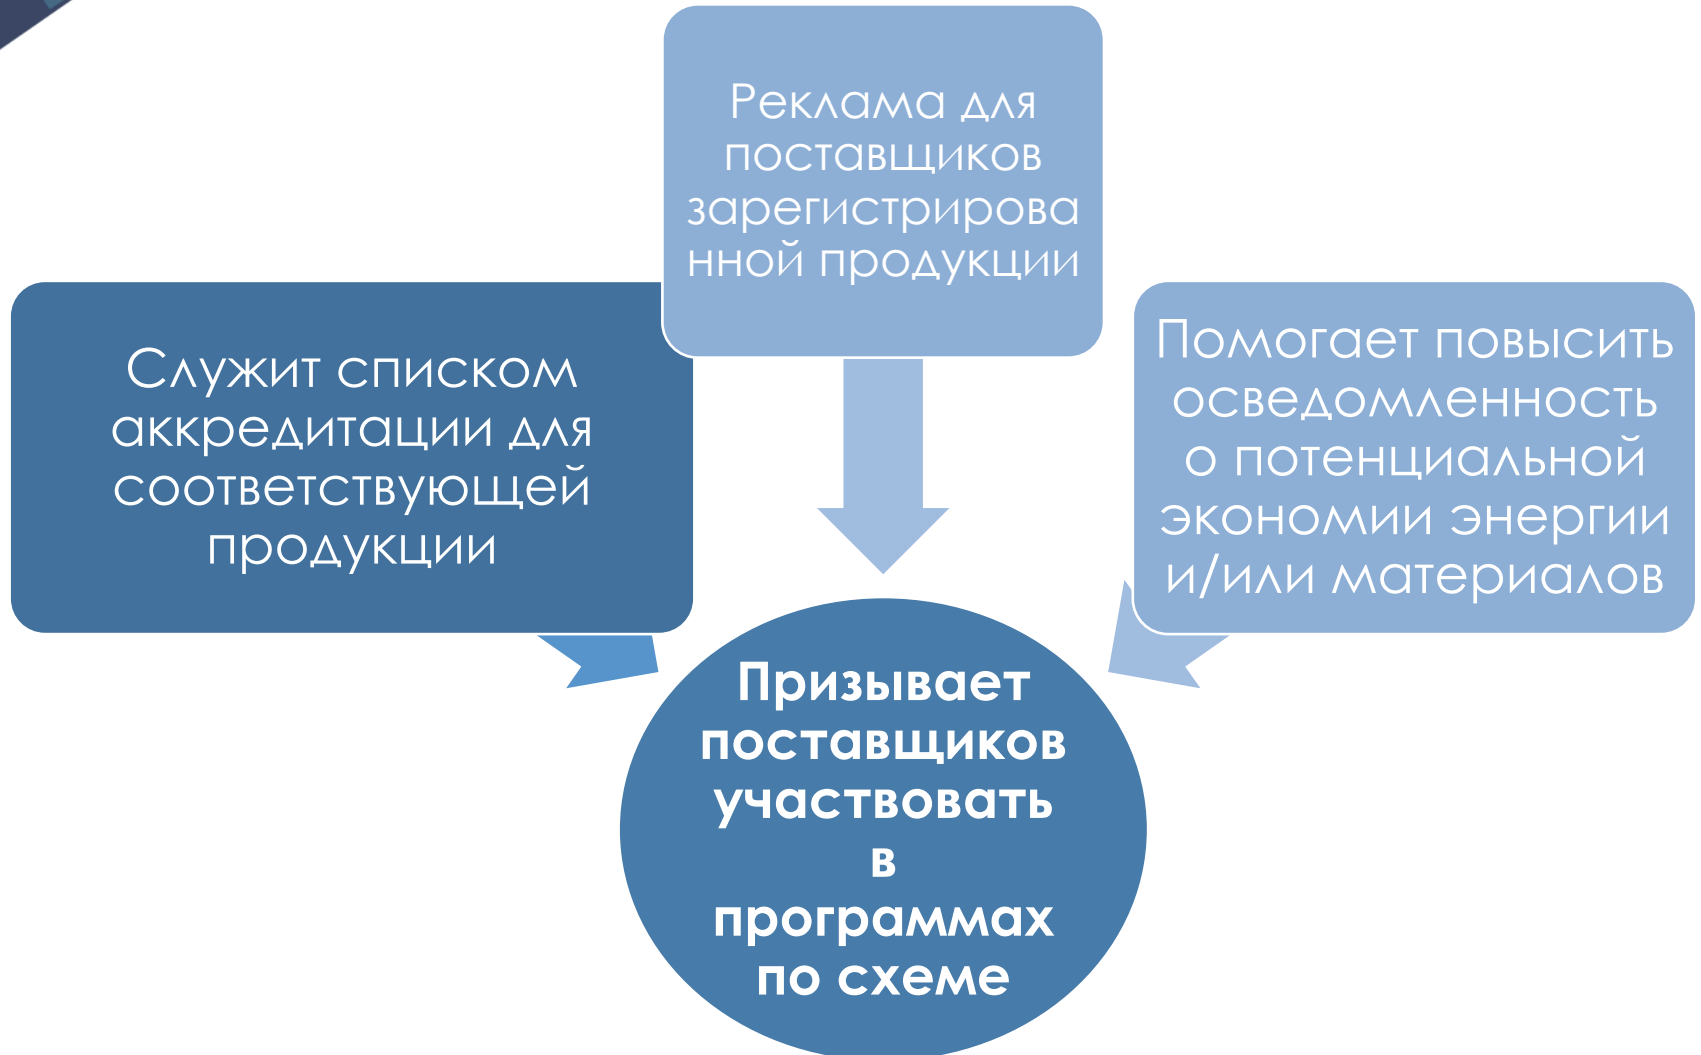 Реклама для
поставщиков
зарегистрирова
нной продукции
Служит списком
аккредитации для
соответствующей
продукции
Помогает повысить
осведомленность
о потенциальной
экономии энергии
и/или материалов
Призывает
поставщиков
участвовать
в
программах
по схеме